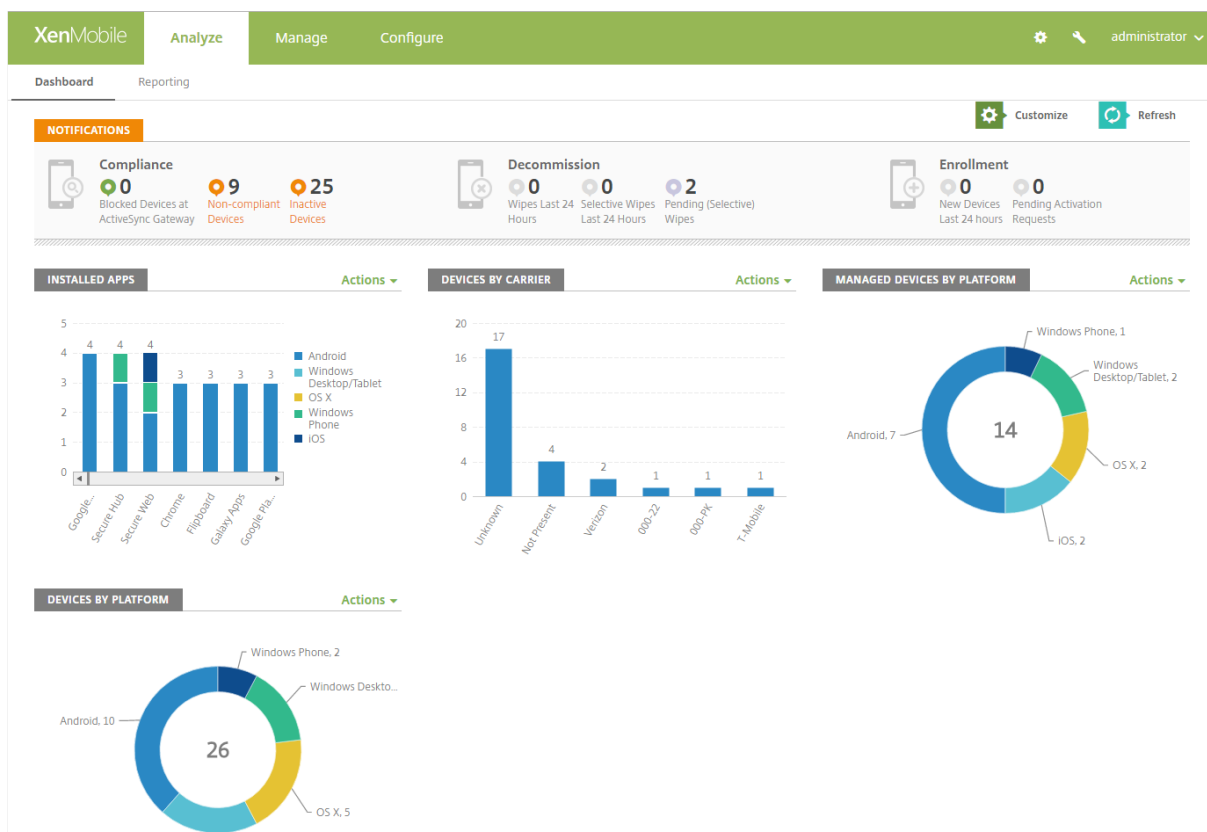 XenMobile Analyze Manage Configure administrator
Dashboard Reporting
Customize Refresh
NOTIFICATIONS
Compliance
0 9 25
Blocked Devices at ActiveSync Gateway
Non-compliant Devices
Inactive Devices
Decommission
0 0 2
Wipes Last 24 Hours
Selective Wipes Last 24 Hours
Pending (Selective) Wipes
Enrollment
0 0
New Devices Last 24 hours
Pending Activation Requests
INSTALLED APPS Actions
5
4
3
2
1
0
4 4 4 3 3 3 3
Google...
Secure Hub
Secure Web
Chrome
Flipboard
Galaxy Apps
Google Pla...
Android
Windows
Desktop/Tablet
OS X
Windows
Phone
iOS
DEVICES BY CARRIER Actions
20
16
12
8
4
0
17 4 2 1 1 1
Unknown
Not Present
Verizon
000-22
000-PK
T-Mobile
MANAGED DEVICES BY PLATFORM Actions
Windows Phone, 1
Windows
Desktop/Tablet, 2
Android, 7
14
OS X, 2
iOS, 2
DEVICES BY PLATFORM Actions
Windows Phone, 2
Windows Deskto...
Android, 10
26
OS X, 5